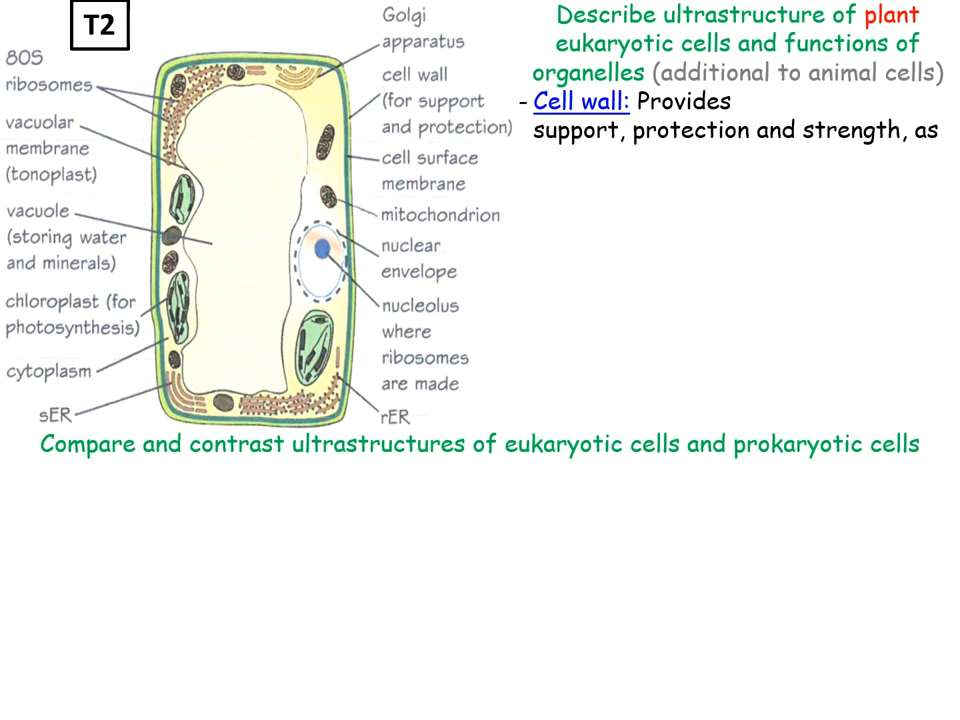 T2
80S
ribosomes
vacuolar
membrane
(tonoplast)
vacuole
(storing water
and minerals)
chloroplast (for
photosynthesis)
cytoplasm
sER
Golgi
apparatus
cell wall
(for support
and protection)
cell surface
membrane
mitochondrion
nuclear
envelope
nucleolus
where
ribosomes
are made
rER
Describe ultrastructure of plant
eukaryotic cells and functions of
organelles (additional to animal cells)
- Cell wall: Provides
support, protection and strength, as
Compare and contrast ultrastructures of eukaryotic cells and prokaryotic cells